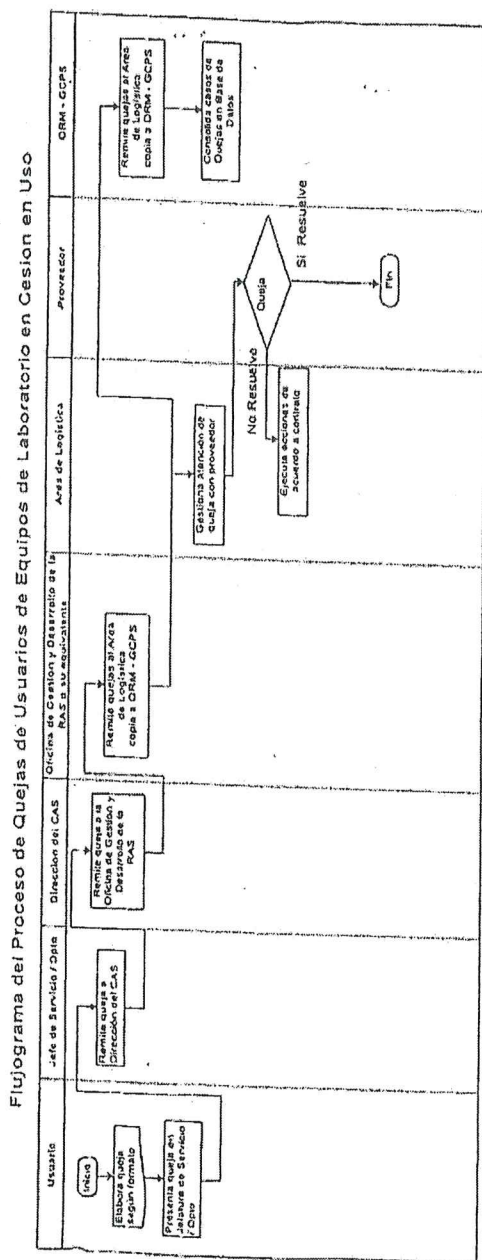 Flujograma del Proceso de Quejas de Usuarios de Equipos de Laboratorio en Cesion en Uso
Usuario
Jefe de Servicio / Dpto
Direccion del CAS
Oficina de Gestion y Desarrollo de la
RAS o su equivalente
Area de Logistica
Proveedor
ORM - GCPS
Inicio
Elabora queja
según formato
Presenta queja en
Jefatura de Servicio
/ Dpto
Remite queja a
Dirección del CAS
Remite queja a la
Oficina de Gestion y
Desarrollo de la
RAS
Remite quejas al Area
de Logística
copia a ORM - GCPS
Gestiona Atención de
queja con proveedor
No Resuelve
Ejecuta acciones de
acuerdo a contrato
Queja
Si Resuelve
Fin
Remite quejas al Area
de Logística
copia a ORM - GCPS
Consolida casos de
Quejas en Base de
Datos